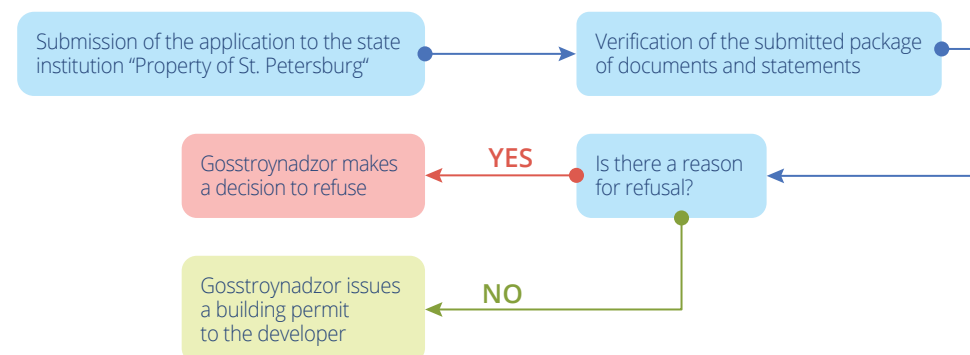 Submission of the application to the state
institution “Property of St. Petersburg“
Verification of the submitted package
of documents and statements
Gosstroynadzor makes
a decision to refuse
YES
Is there a reason
for refusal?
Gosstroynadzor issues
a building permit
to the developer
NO